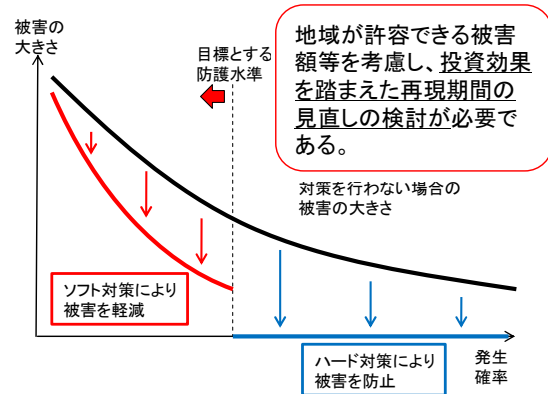 被害の
大きさ
目標とする
防護水準
地域が許容できる被害
額等を考慮し、投資効果
を踏まえた再現期間の
見直しの検討が必要で
ある。
対策を行わない場合の
被害の大きさ
ソフト対策により
被害を軽減
ハード対策により
被害を防止
発生
確率